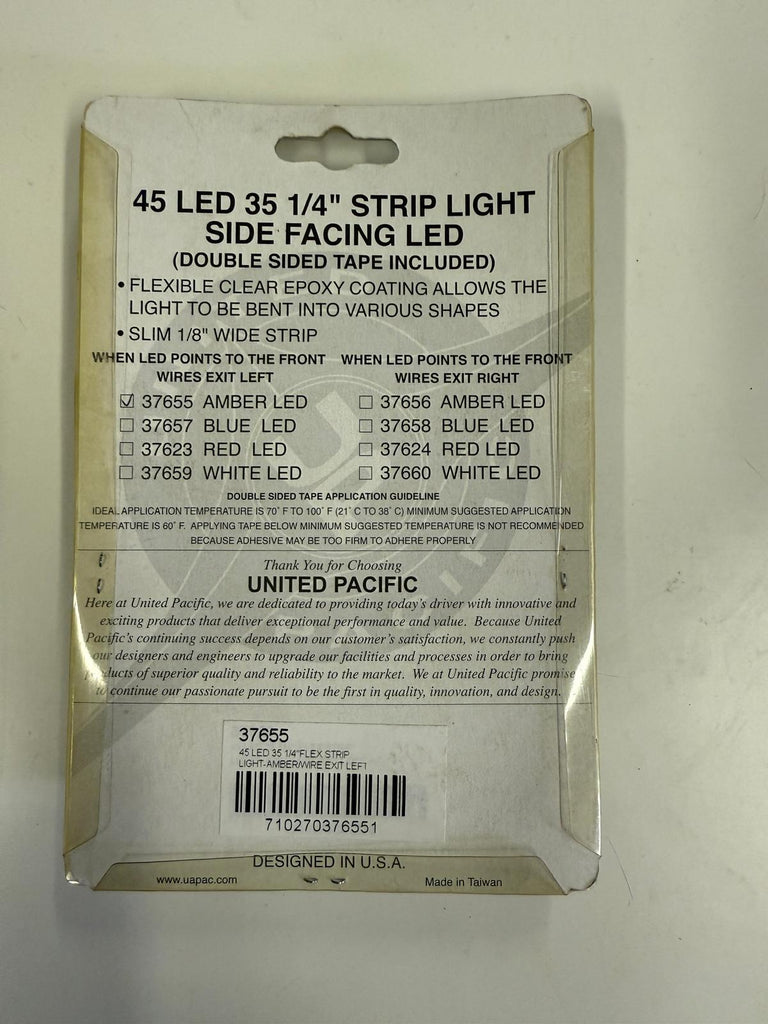 45 LED 35 1/4" STRIP LIGHT
SIDE FACING LED
(DOUBLE SIDED TAPE INCLUDED)
• FLEXIBLE CLEAR EPOXY COATING ALLOWS THE
LIGHT TO BE BENT INTO VARIOUS SHAPES
• SLIM 1/8" WIDE STRIP
WHEN LED POINTS TO THE FRONT
WIRES EXIT LEFT
☑ 37655 AMBER LED
☐ 37657 BLUE LED
☐ 37623 RED LED
☐ 37659 WHITE LED
WHEN LED POINTS TO THE FRONT
WIRES EXIT RIGHT
☐ 37656 AMBER LED
☐ 37658 BLUE LED
☐ 37624 RED LED
☐ 37660 WHITE LED
DOUBLE SIDED TAPE APPLICATION GUIDELINE
IDEAL APPLICATION TEMPERATURE IS 70˚ F TO 100˚ F (21˚ C TO 38˚ C) MINIMUM SUGGESTED APPLICATION
TEMPERATURE IS 60˚ F. APPLYING TAPE BELOW MINIMUM SUGGESTED TEMPERATURE IS NOT RECOMMENDED
BECAUSE ADHESIVE MAY BE TOO FIRM TO ADHERE PROPERLY
Thank You for Choosing
UNITED PACIFIC
Here at United Pacific, we are dedicated to providing today's driver with innovative and
exciting products that deliver exceptional performance and value. Because United
Pacific's continuing success depends on our customer's satisfaction, we constantly push
our designers and engineers to upgrade our facilities and processes in order to bring
products of superior quality and reliability to the market. We at United Pacific promise
to continue our passionate pursuit to be the first in quality, innovation, and design.
37655
45 LED 35 1/4"FLEX STRIP
LIGHT-AMBER/WIRE EXIT LEFT
710270376551
DESIGNED IN U.S.A.
www.uapac.com
Made in Taiwan